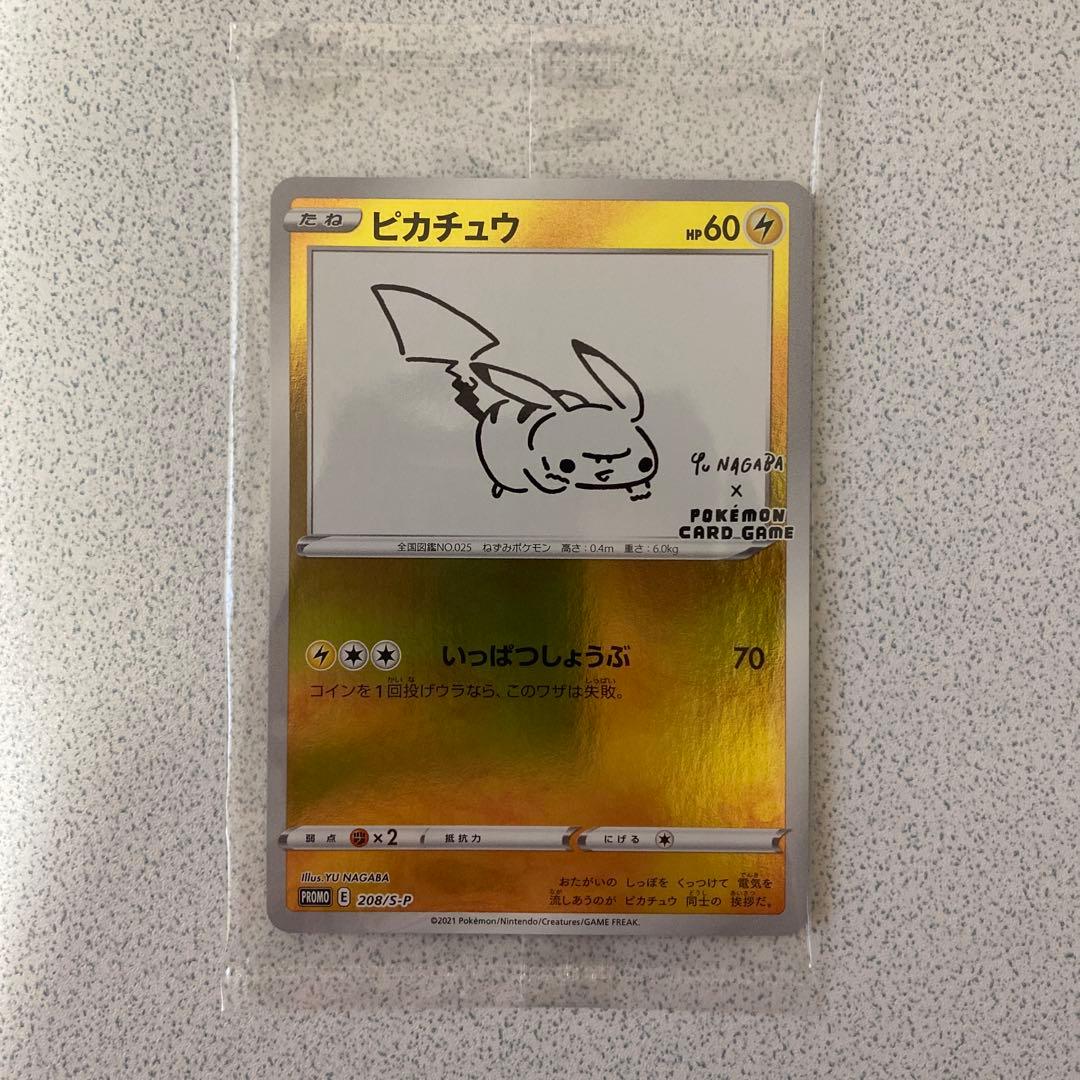 たね ピカチュウ HP60
YU NAGABA
×
POKÉMON
CARD GAME
全国図鑑NO.025 ねずみポケモン 高さ：0.4m 重さ：6.0kg
いっぱつしょうぶ 70
コインを1回投げウラなら、このワザは失敗。
弱点 ×2 抵抗力 にげる
Illus.YU NAGABA
おたがいの しっぽを くっつけて 電気を
流しあうのが ピカチュウ 同士の 挨拶だ。
PROMO E 208/S-P
©2021 Pokémon/Nintendo/Creatures/GAME FREAK.